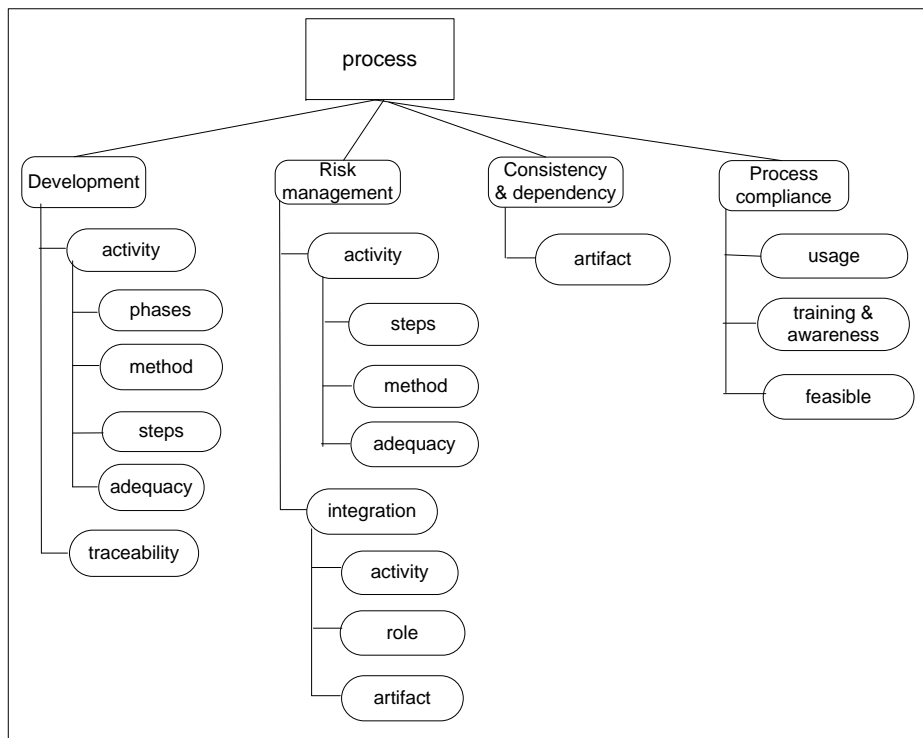 process
Development
activity
phases
method
steps
adequacy
traceability
Risk
management
activity
steps
method
adequacy
integration
activity
role
artifact
Consistency
& dependency
artifact
Process
compliance
usage
training &
awareness
feasible